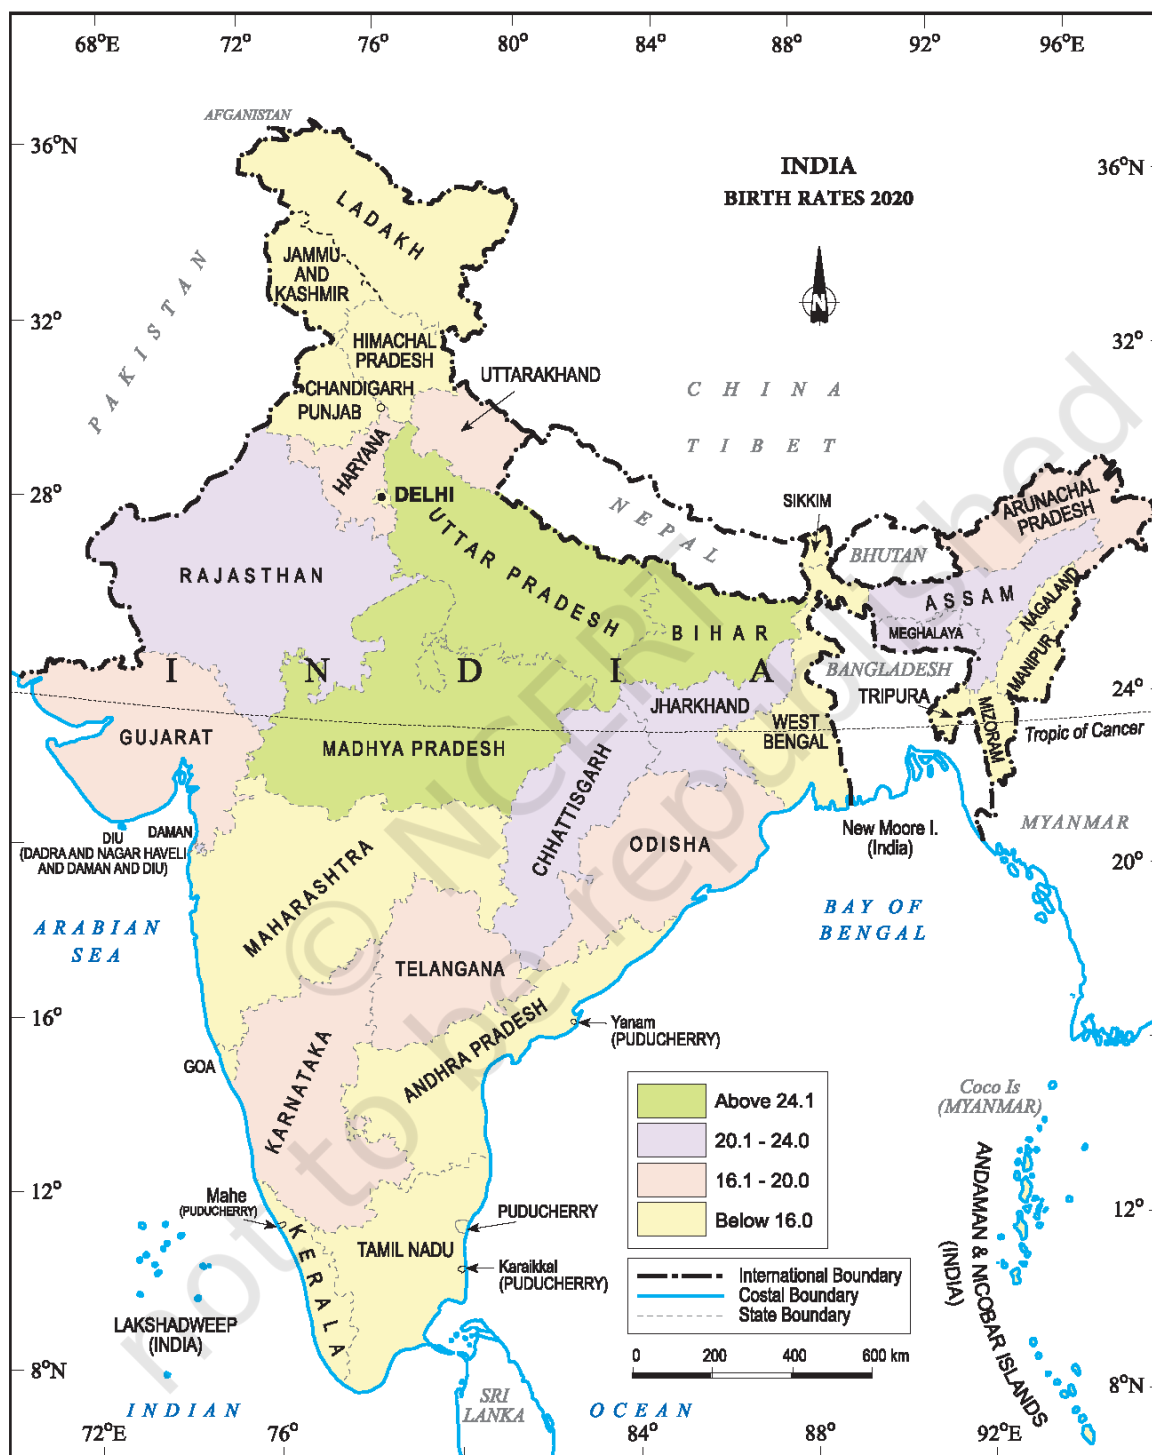 68°E 72° 76° 80° 84° 88° 92° 96°E
AFGANISTAN
36°N
INDIA
36°N
BIRTH RATES 2020
LADAKH
JAMMU
AND
KASHMIR
PAKISTAN
N
32°
HIMACHAL
PRADESH
32°
UTTARAKHAND
CHANDIGARH
PUNJAB
CHINA
TIBET
HARYANA
28°
DELHI
SIKKIM
ARUNACHAL
PRADESH
28°
NEPAL
BHUTAN
UTTAR PRADESH
RAJASTHAN
ASSAM
NAGALAND
BIHAR
MEGHALAYA
MANIPUR
INDIA
BANGLADESH
24°
TRIPURA
JHARKHAND
MIZORAM
WEST
BENGAL
Tropic of Cancer
GUJARAT
MADHYA PRADESH
CHHATTISGARH
DIU
DAMAN
(DADRA AND NAGAR HAVELI
AND DAMAN AND DIU)
ODISHA
New Moore I.
(India)
MYANMAR
20°
MAHARASHTRA
ARABIAN
SEA
BAY OF
BENGAL
TELANGANA
16°
ANDHRA PRADESH
Yanam
(PUDUCHERRY)
GOA
KARNATAKA
Above 24.1
20.1 - 24.0
16.1 - 20.0
Below 16.0
Coco Is
(MYANMAR)
ANDAMAN & NICOBAR ISLANDS
(INDIA)
12°
12°
Mahe
(PUDUCHERRY)
PUDUCHERRY
KERALA
TAMIL NADU
Karaikkal
(PUDUCHERRY)
International Boundary
Costal Boundary
State Boundary
LAKSHADWEEP
(INDIA)
0 200 400 600 km
8°N
8°N
SRI
LANKA
INDIAN OCEAN
72°E 76° 84° 88° 92°E
© NCERT
not to be republished